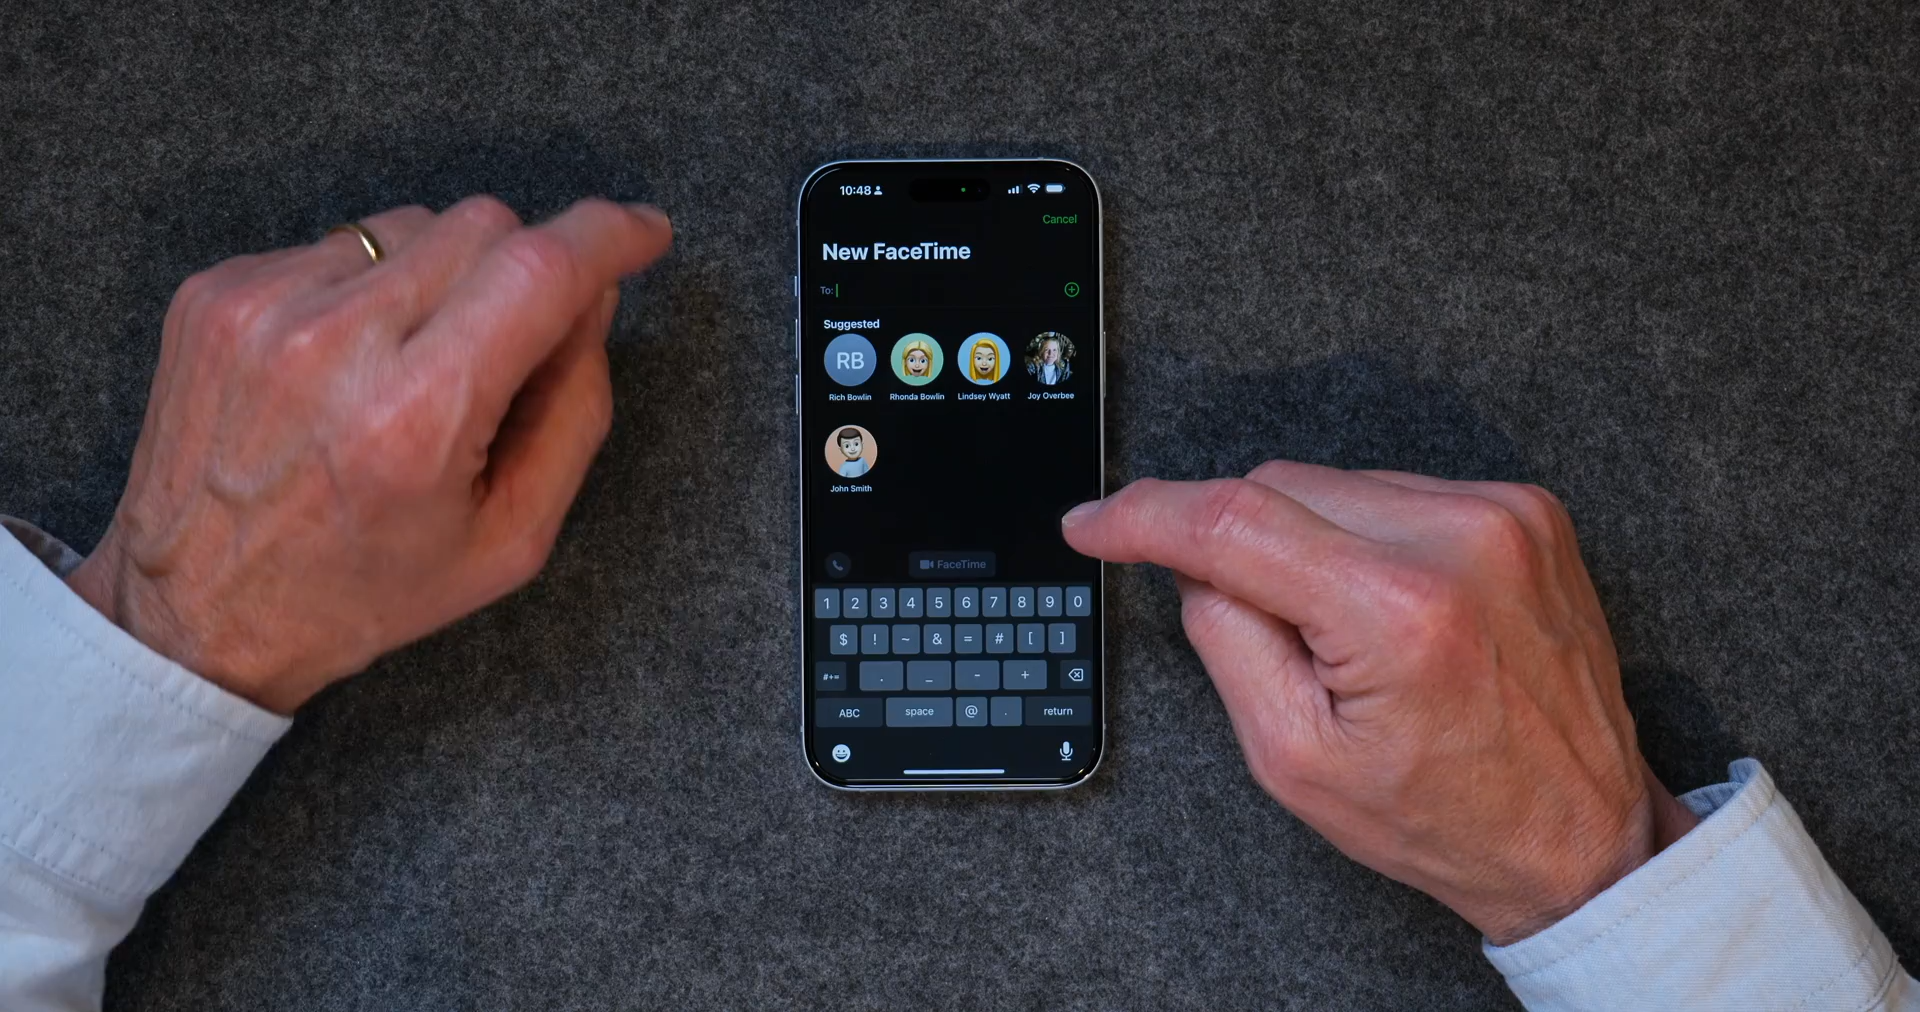 10:48
Cancel
New FaceTime
To:
Suggested
RB
Rich Bowlin
Rhonda Bowlin
Lindsey Wyatt
Joy Overbee
John Smith
FaceTime
1 2 3 4 5 6 7 8 9 0
$ ! ~ & = # [ ]
#+= . _ - +
ABC space @ . return